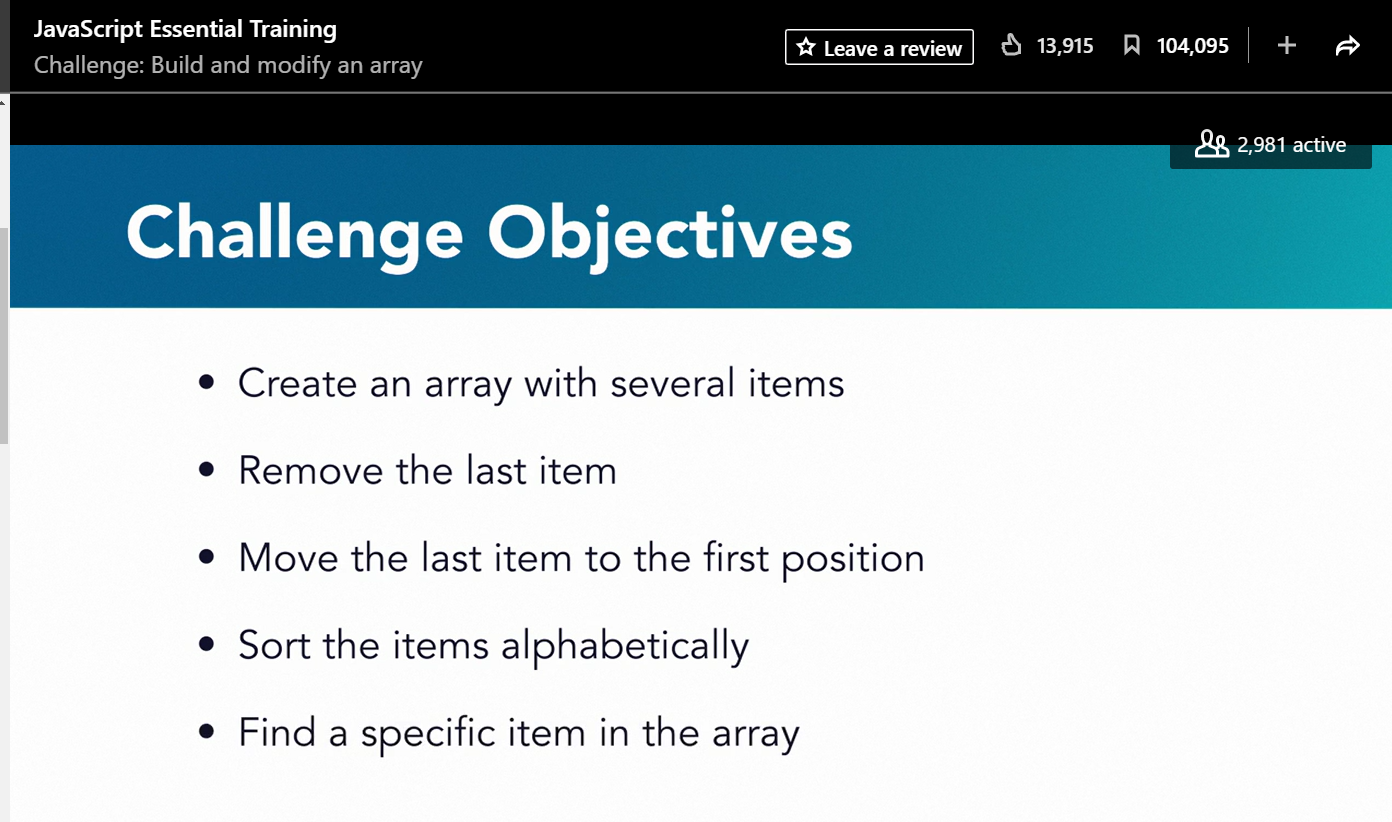 JavaScript Essential Training
Challenge: Build and modify an array
Leave a review
13,915
104,095
2,981 active
Challenge Objectives
• Create an array with several items
• Remove the last item
• Move the last item to the first position
• Sort the items alphabetically
• Find a specific item in the array